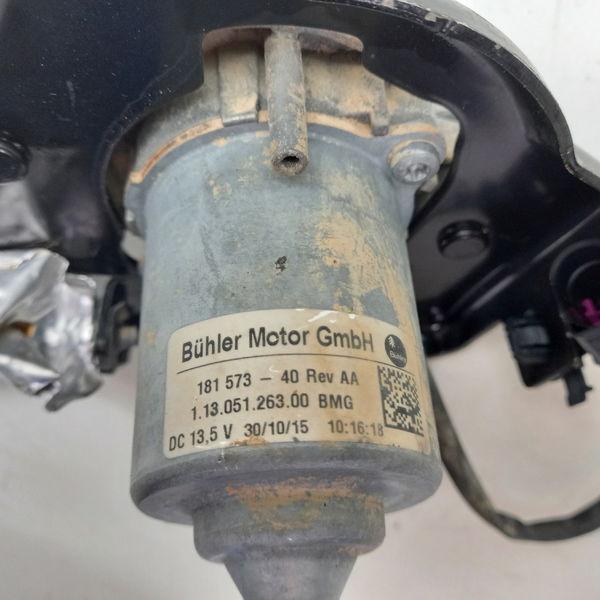 Bühler Motor GmbH
Bühler
181 573 - 40 Rev AA
1.13.051.263.00 BMG
DC 13,5 V 30/10/15 10:16:18